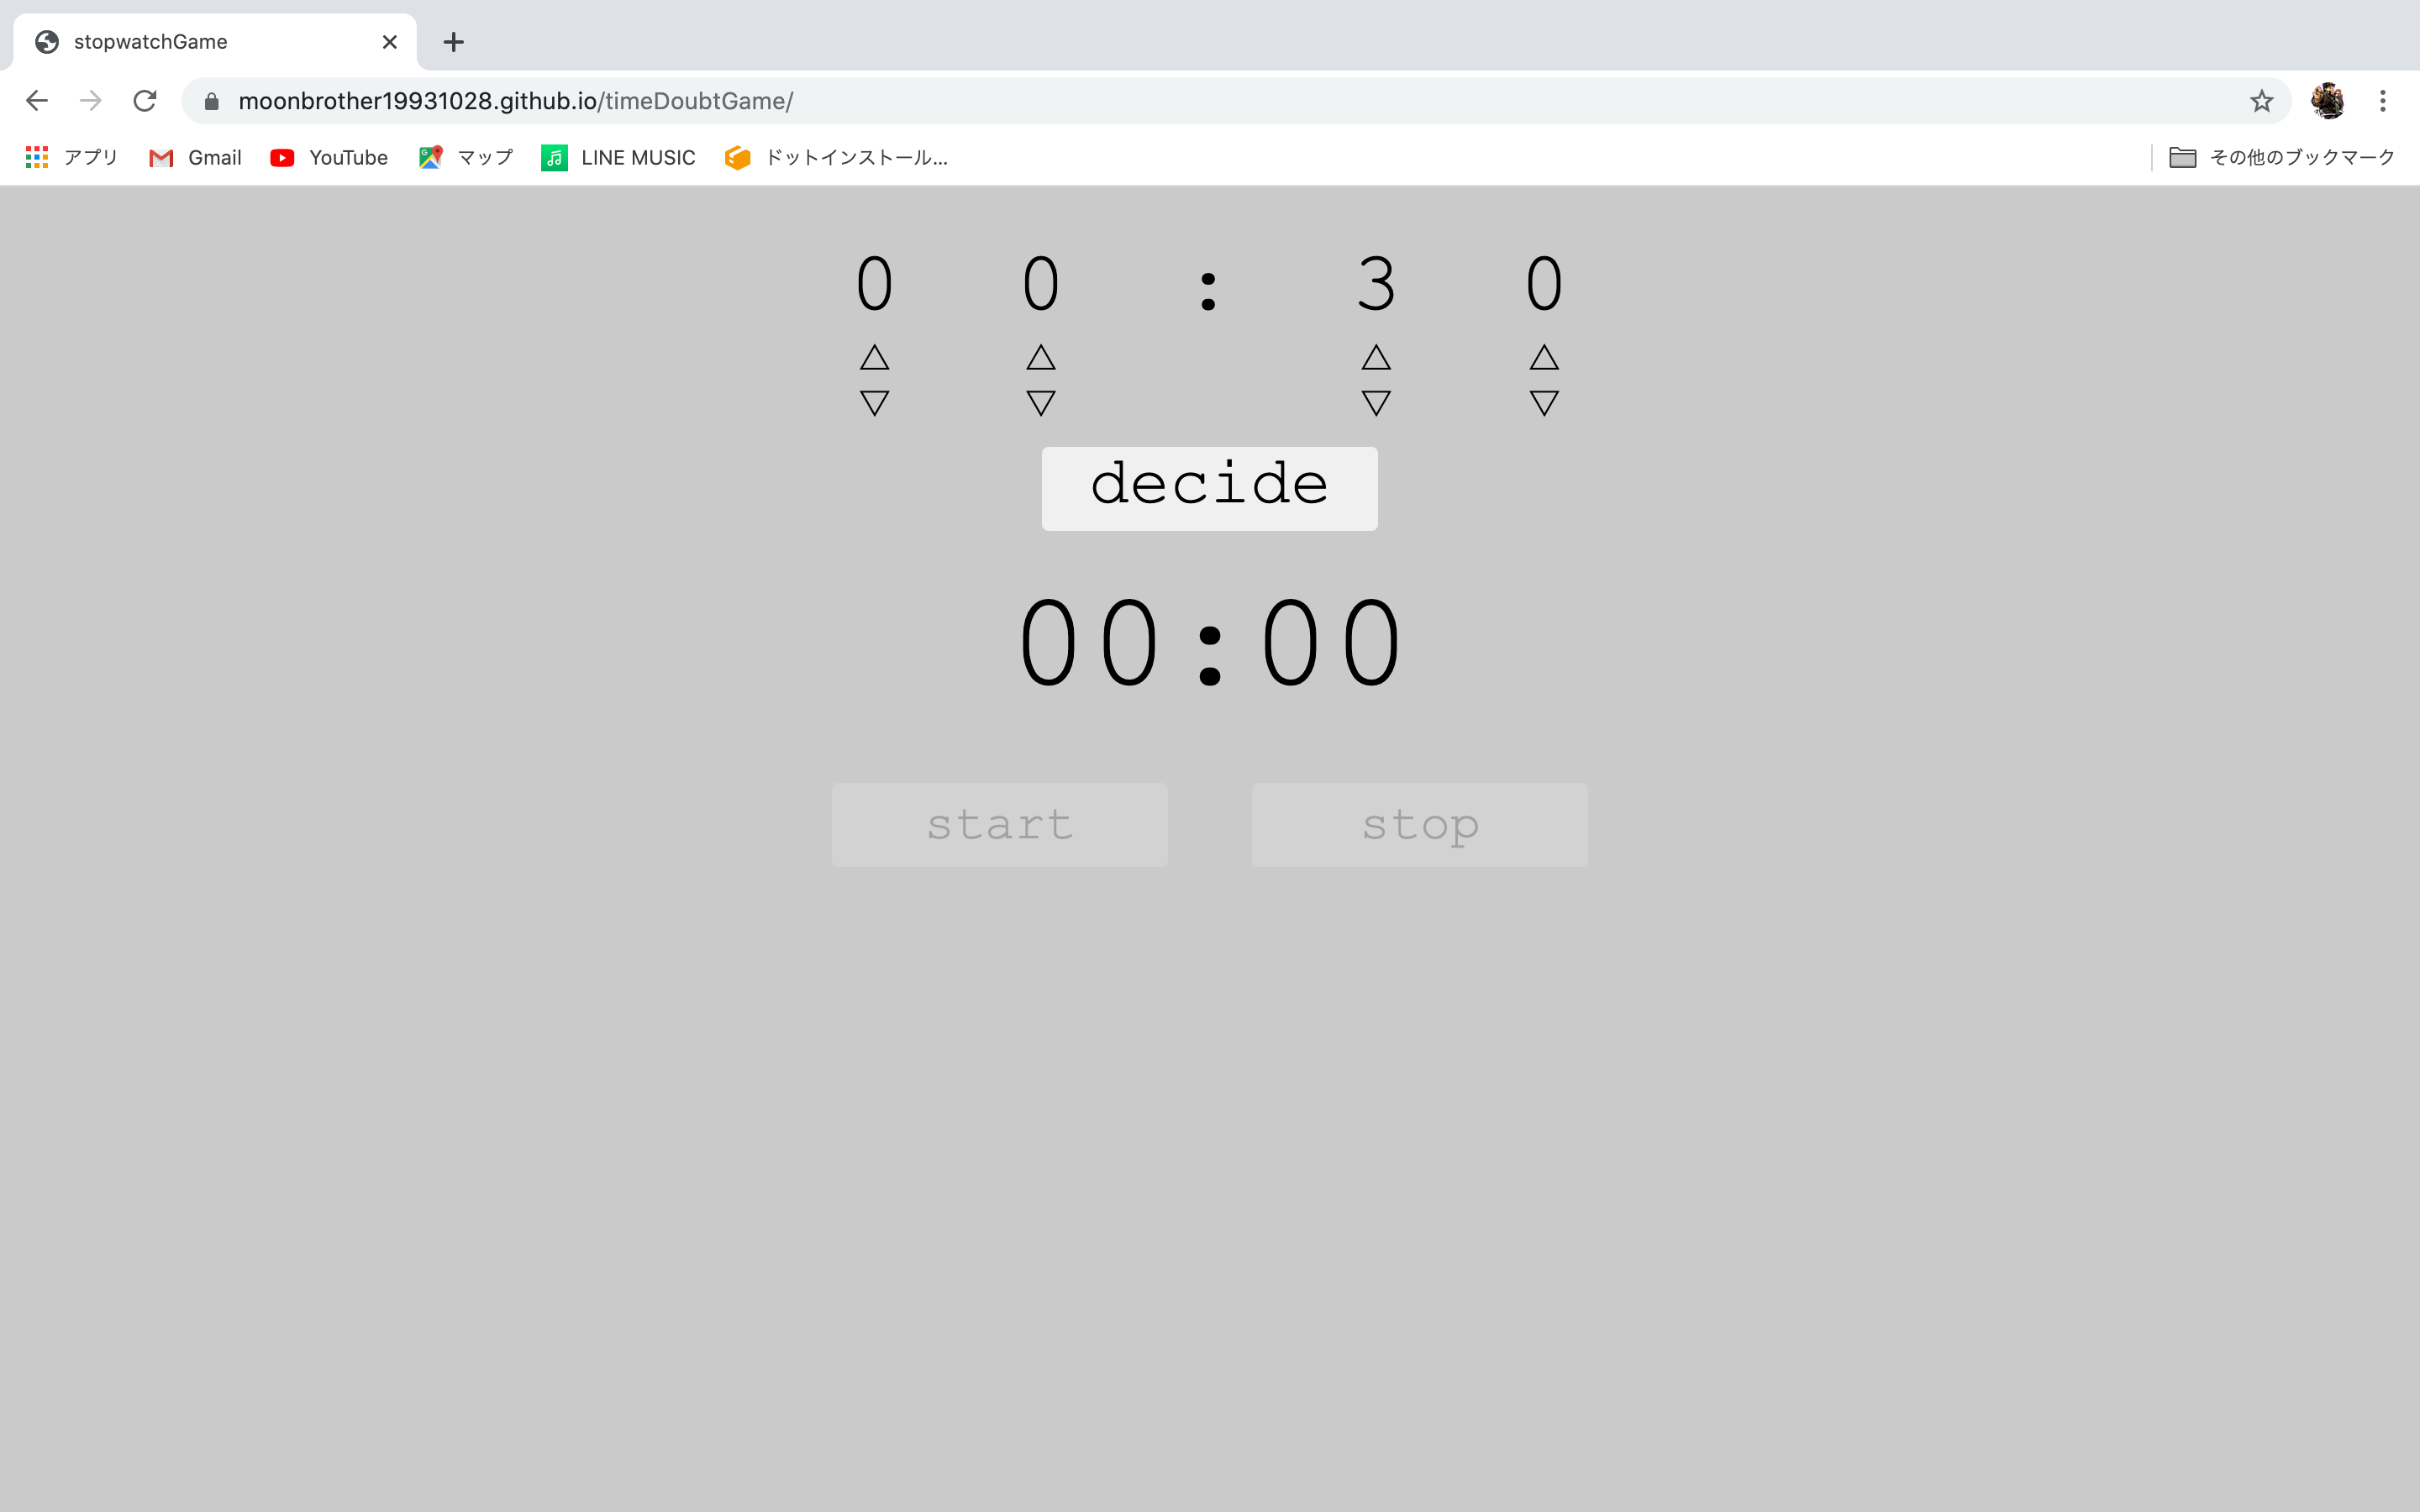 stopwatchGame
moonbrother19931028.github.io/timeDoubtGame/
アプリ Gmail YouTube マップ LINE MUSIC ドットインストール... その他のブックマーク
0 0 : 3 0
△ △ △ △
▽ ▽ ▽ ▽
decide
00:00
start stop